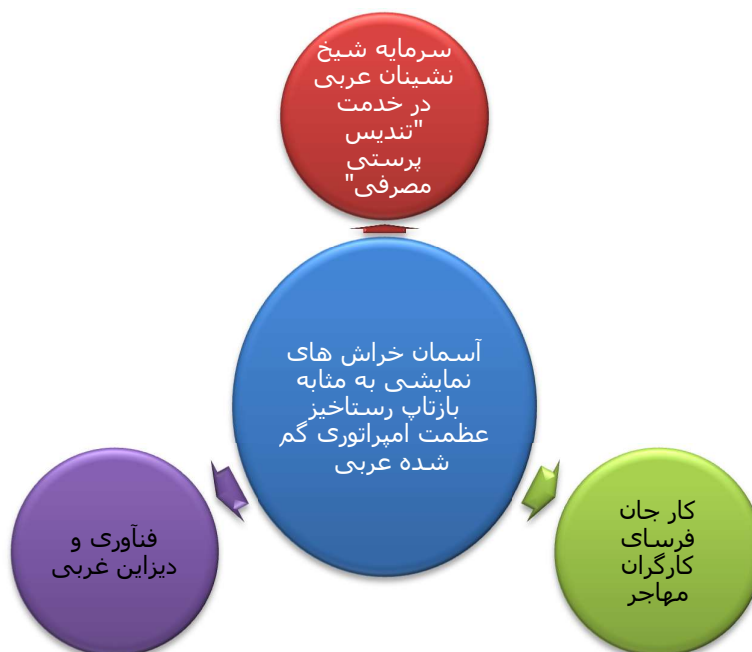 سرمایه شیخ
نشینان عربی
در خدمت
"تندیس
پرستی
مصرفی"
آسمان خراش های
نمایشی به مثابه
بازتاپ رستاخیز
عظمت امپراتوری گم
شده عربی
فنآوری و
دیزاین غربی
کار جان
فرسای
کارگران
مهاجر